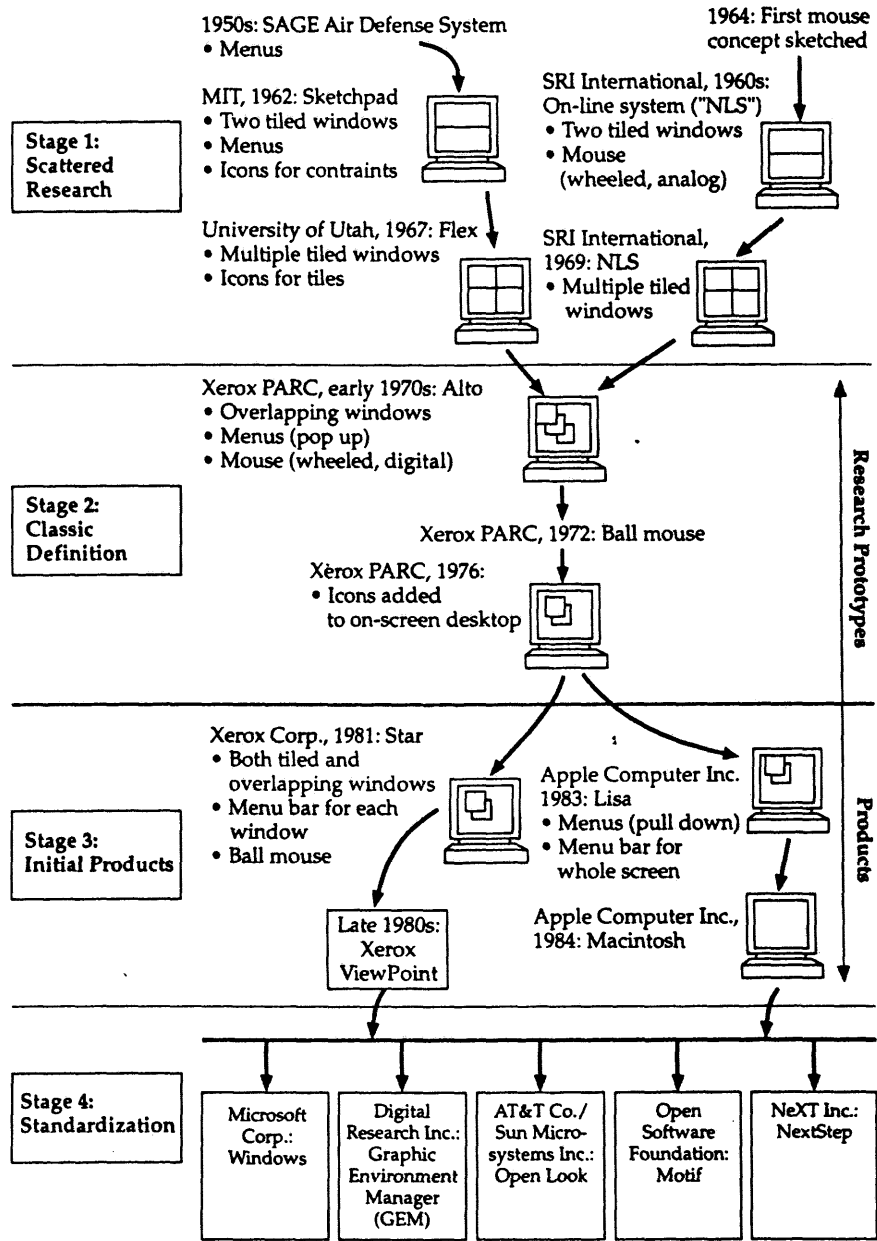 1950s: SAGE Air Defense System
• Menus
1964: First mouse
concept sketched
Stage 1:
Scattered
Research
MIT, 1962: Sketchpad
• Two tiled windows
• Menus
• Icons for contraints
SRI International, 1960s:
On-line system ("NLS")
• Two tiled windows
• Mouse
(wheeled, analog)
University of Utah, 1967: Flex
• Multiple tiled windows
• Icons for tiles
SRI International,
1969: NLS
• Multiple tiled
windows
Stage 2:
Classic
Definition
Xerox PARC, early 1970s: Alto
• Overlapping windows
• Menus (pop up)
• Mouse (wheeled, digital)
Xerox PARC, 1972: Ball mouse
Xerox PARC, 1976:
• Icons added
to on-screen desktop
Research Prototypes
Stage 3:
Initial Products
Xerox Corp., 1981: Star
• Both tiled and
overlapping windows
• Menu bar for each
window
• Ball mouse
Apple Computer Inc.
1983: Lisa
• Menus (pull down)
• Menu bar for
whole screen
Late 1980s:
Xerox
ViewPoint
Apple Computer Inc.,
1984: Macintosh
Products
Stage 4:
Standardization
Microsoft
Corp.:
Windows
Digital
Research Inc.:
Graphic
Environment
Manager
(GEM)
AT&T Co./
Sun Micro-
systems Inc.:
Open Look
Open
Software
Foundation:
Motif
NeXT Inc.:
NextStep